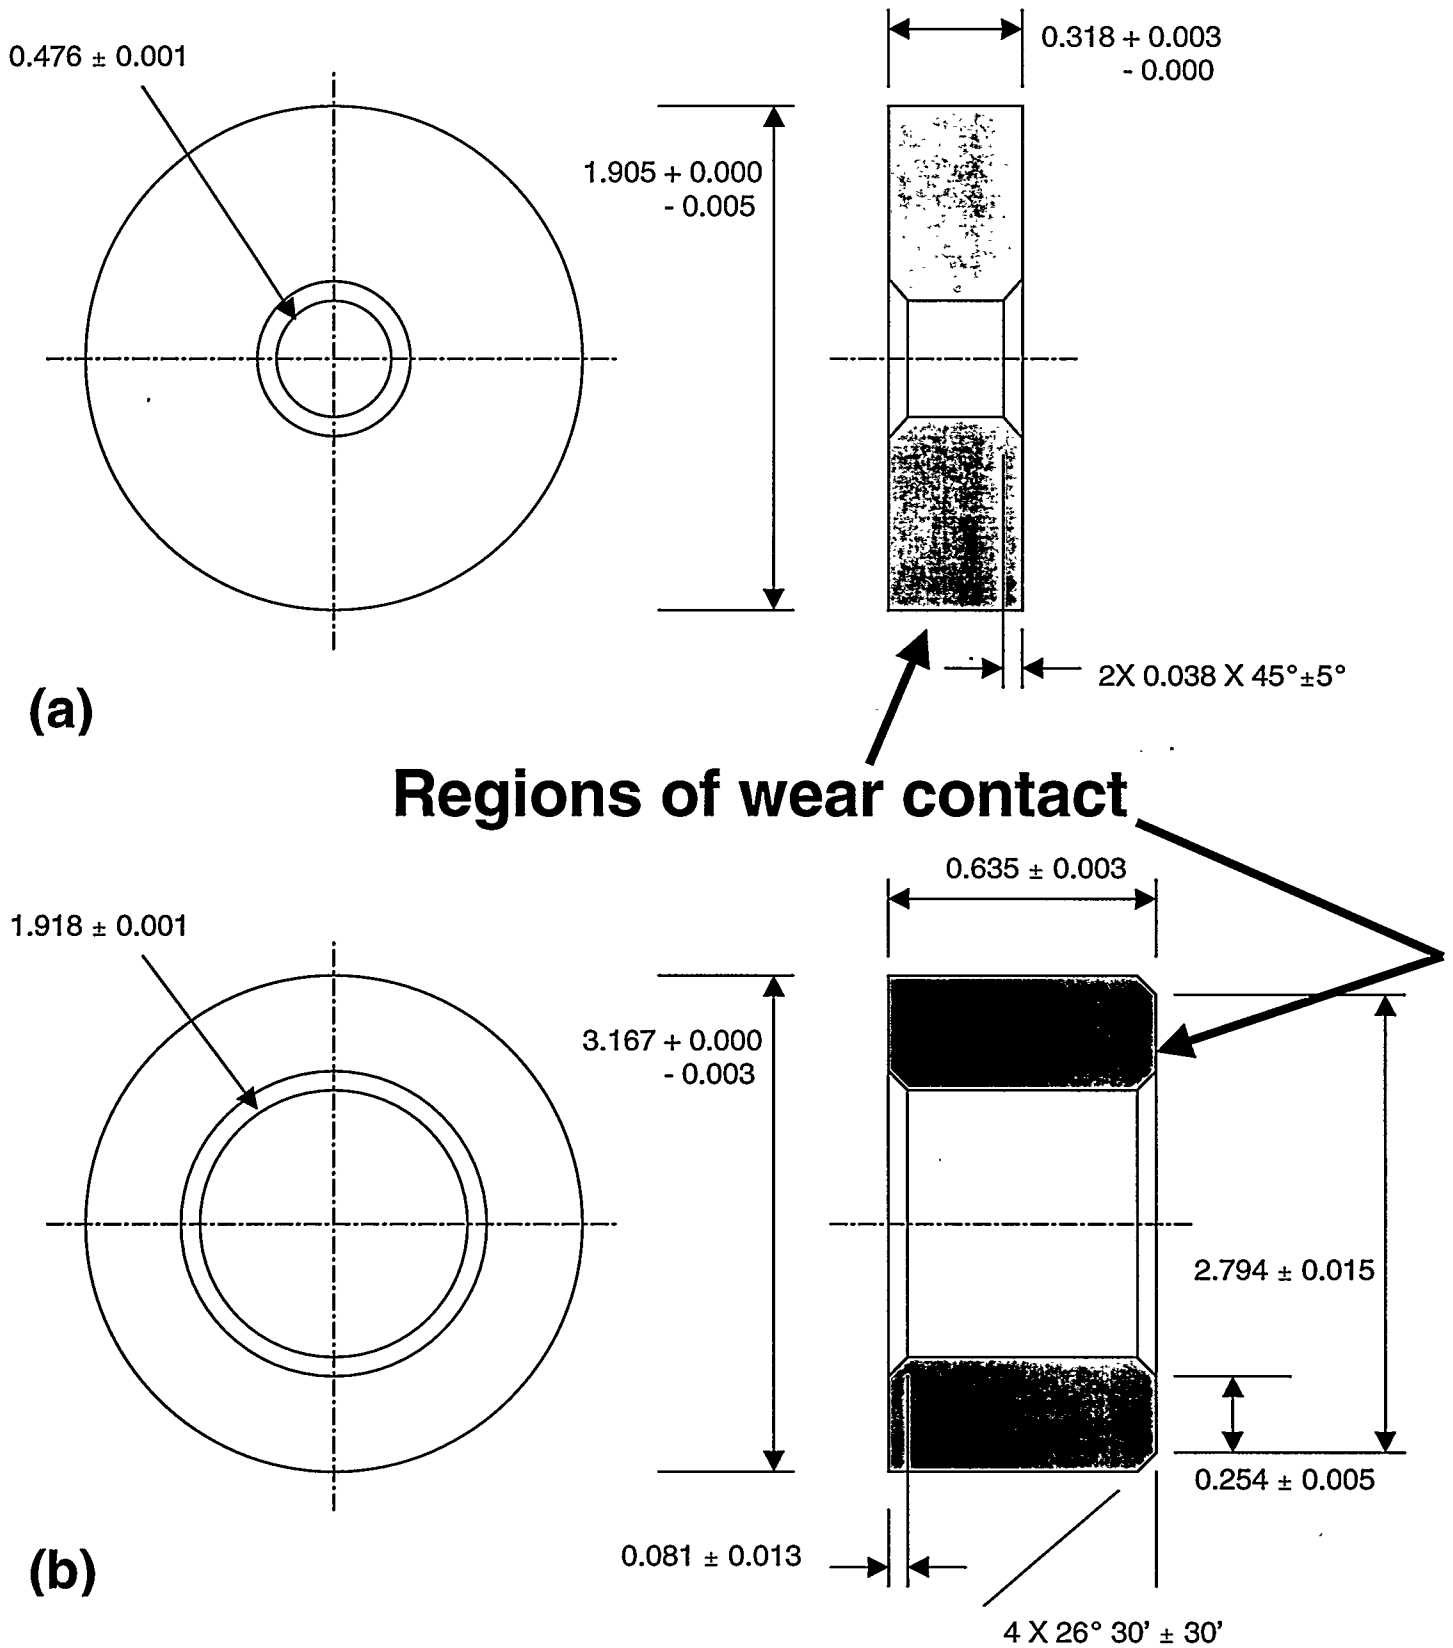 0.476 ± 0.001
0.318 + 0.003
- 0.000
1.905 + 0.000
- 0.005
2X 0.038 X 45°±5°
(a)
Regions of wear contact
0.635 ± 0.003
1.918 ± 0.001
3.167 + 0.000
- 0.003
2.794 ± 0.015
0.254 ± 0.005
0.081 ± 0.013
(b)
4 X 26° 30' ± 30'